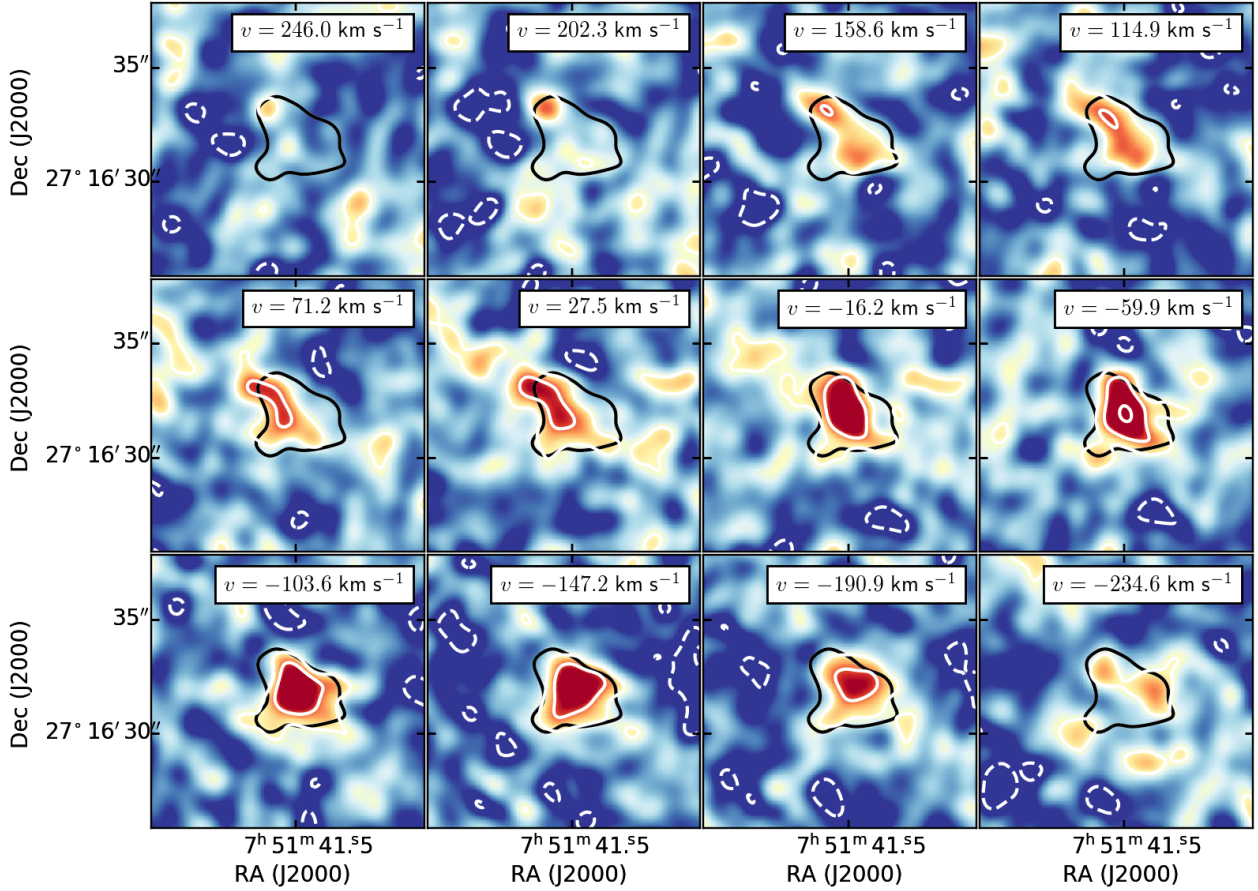 v = 246.0 km s⁻¹
v = 202.3 km s⁻¹
v = 158.6 km s⁻¹
v = 114.9 km s⁻¹
35″
Dec (J2000)
27° 16′ 30″
v = 71.2 km s⁻¹
v = 27.5 km s⁻¹
v = −16.2 km s⁻¹
v = −59.9 km s⁻¹
35″
Dec (J2000)
27° 16′ 30″
v = −103.6 km s⁻¹
v = −147.2 km s⁻¹
v = −190.9 km s⁻¹
v = −234.6 km s⁻¹
35″
Dec (J2000)
27° 16′ 30″
7ʰ 51ᵐ 41.ˢ55
7ʰ 51ᵐ 41.ˢ55
7ʰ 51ᵐ 41.ˢ55
7ʰ 51ᵐ 41.ˢ55
RA (J2000)
RA (J2000)
RA (J2000)
RA (J2000)